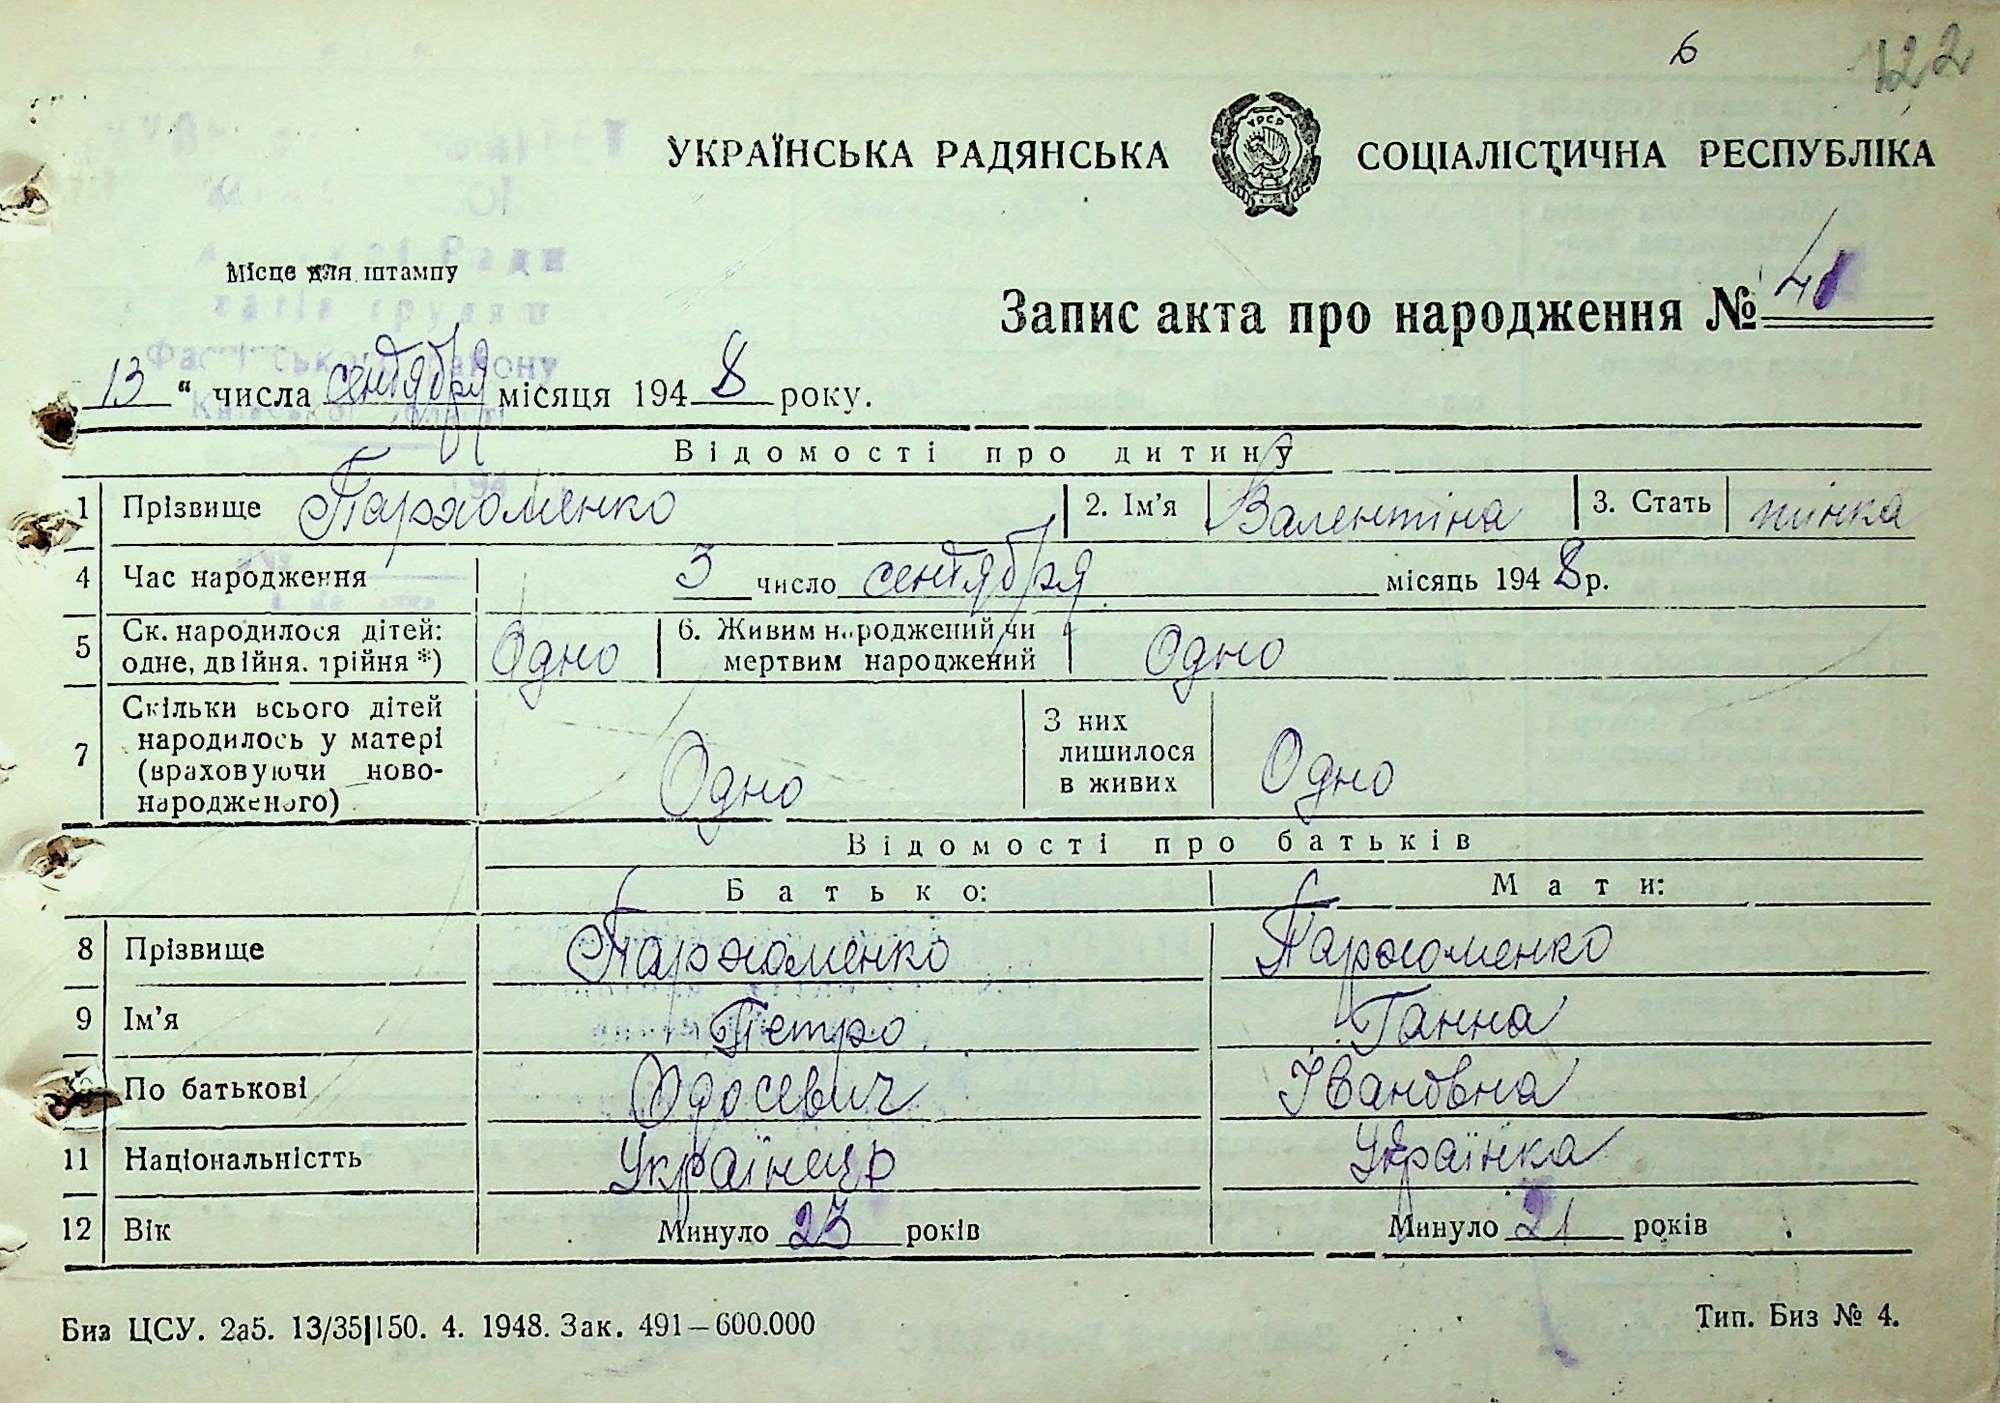 6
122
УКРАЇНСЬКА РАДЯНСЬКА СОЦІАЛІСТИЧНА РЕСПУБЛІКА
Місце для штампу
Запис акта про народження №
13 “ числа сентября місяця 1948 року.
Відомості про дитину
1 Прізвище Пархоменко 2. Ім'я Валентіна 3. Стать жінка
4 Час народження 3 число сентября місяць 1948 р.
5 Ск. народилося дітей: одне, двійня. трійня *) Одно 6. Живим народжений чи мертвим народжений Одно
7 Скільки всього дітей народилось у матері (враховуючи ново-народженого) Одно З них лишилося в живих Одно
Відомості про батьків
Батько: Мати:
8 Прізвище Пархоменко Пархоменко
9 Ім'я Петро Ганна
10 По батькові Одосевич Івановна
11 Національністть Українець Українка
12 Вік Минуло 23 років Минуло 21 років
Биз ЦСУ. 2а5. 13/35|150. 4. 1948. Зак. 491—600.000 Тип. Биз № 4.